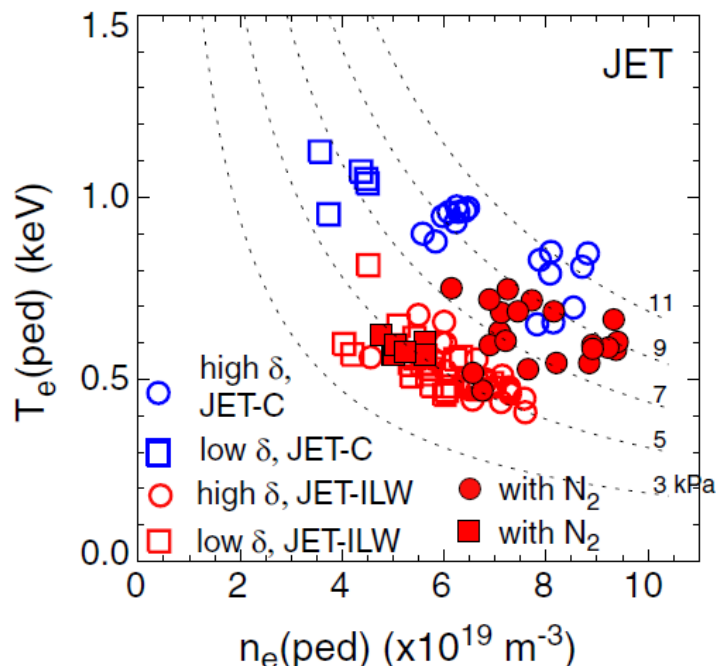 JET
1.5
1.0
0.5
0.0
T_e(ped) (keV)
11
9
7
5
3 kPa
high δ,
JET-C
low δ, JET-C
high δ, JET-ILW
low δ, JET-ILW
with N₂
with N₂
0 2 4 6 8 10
n_e(ped) (x10¹⁹ m⁻³)